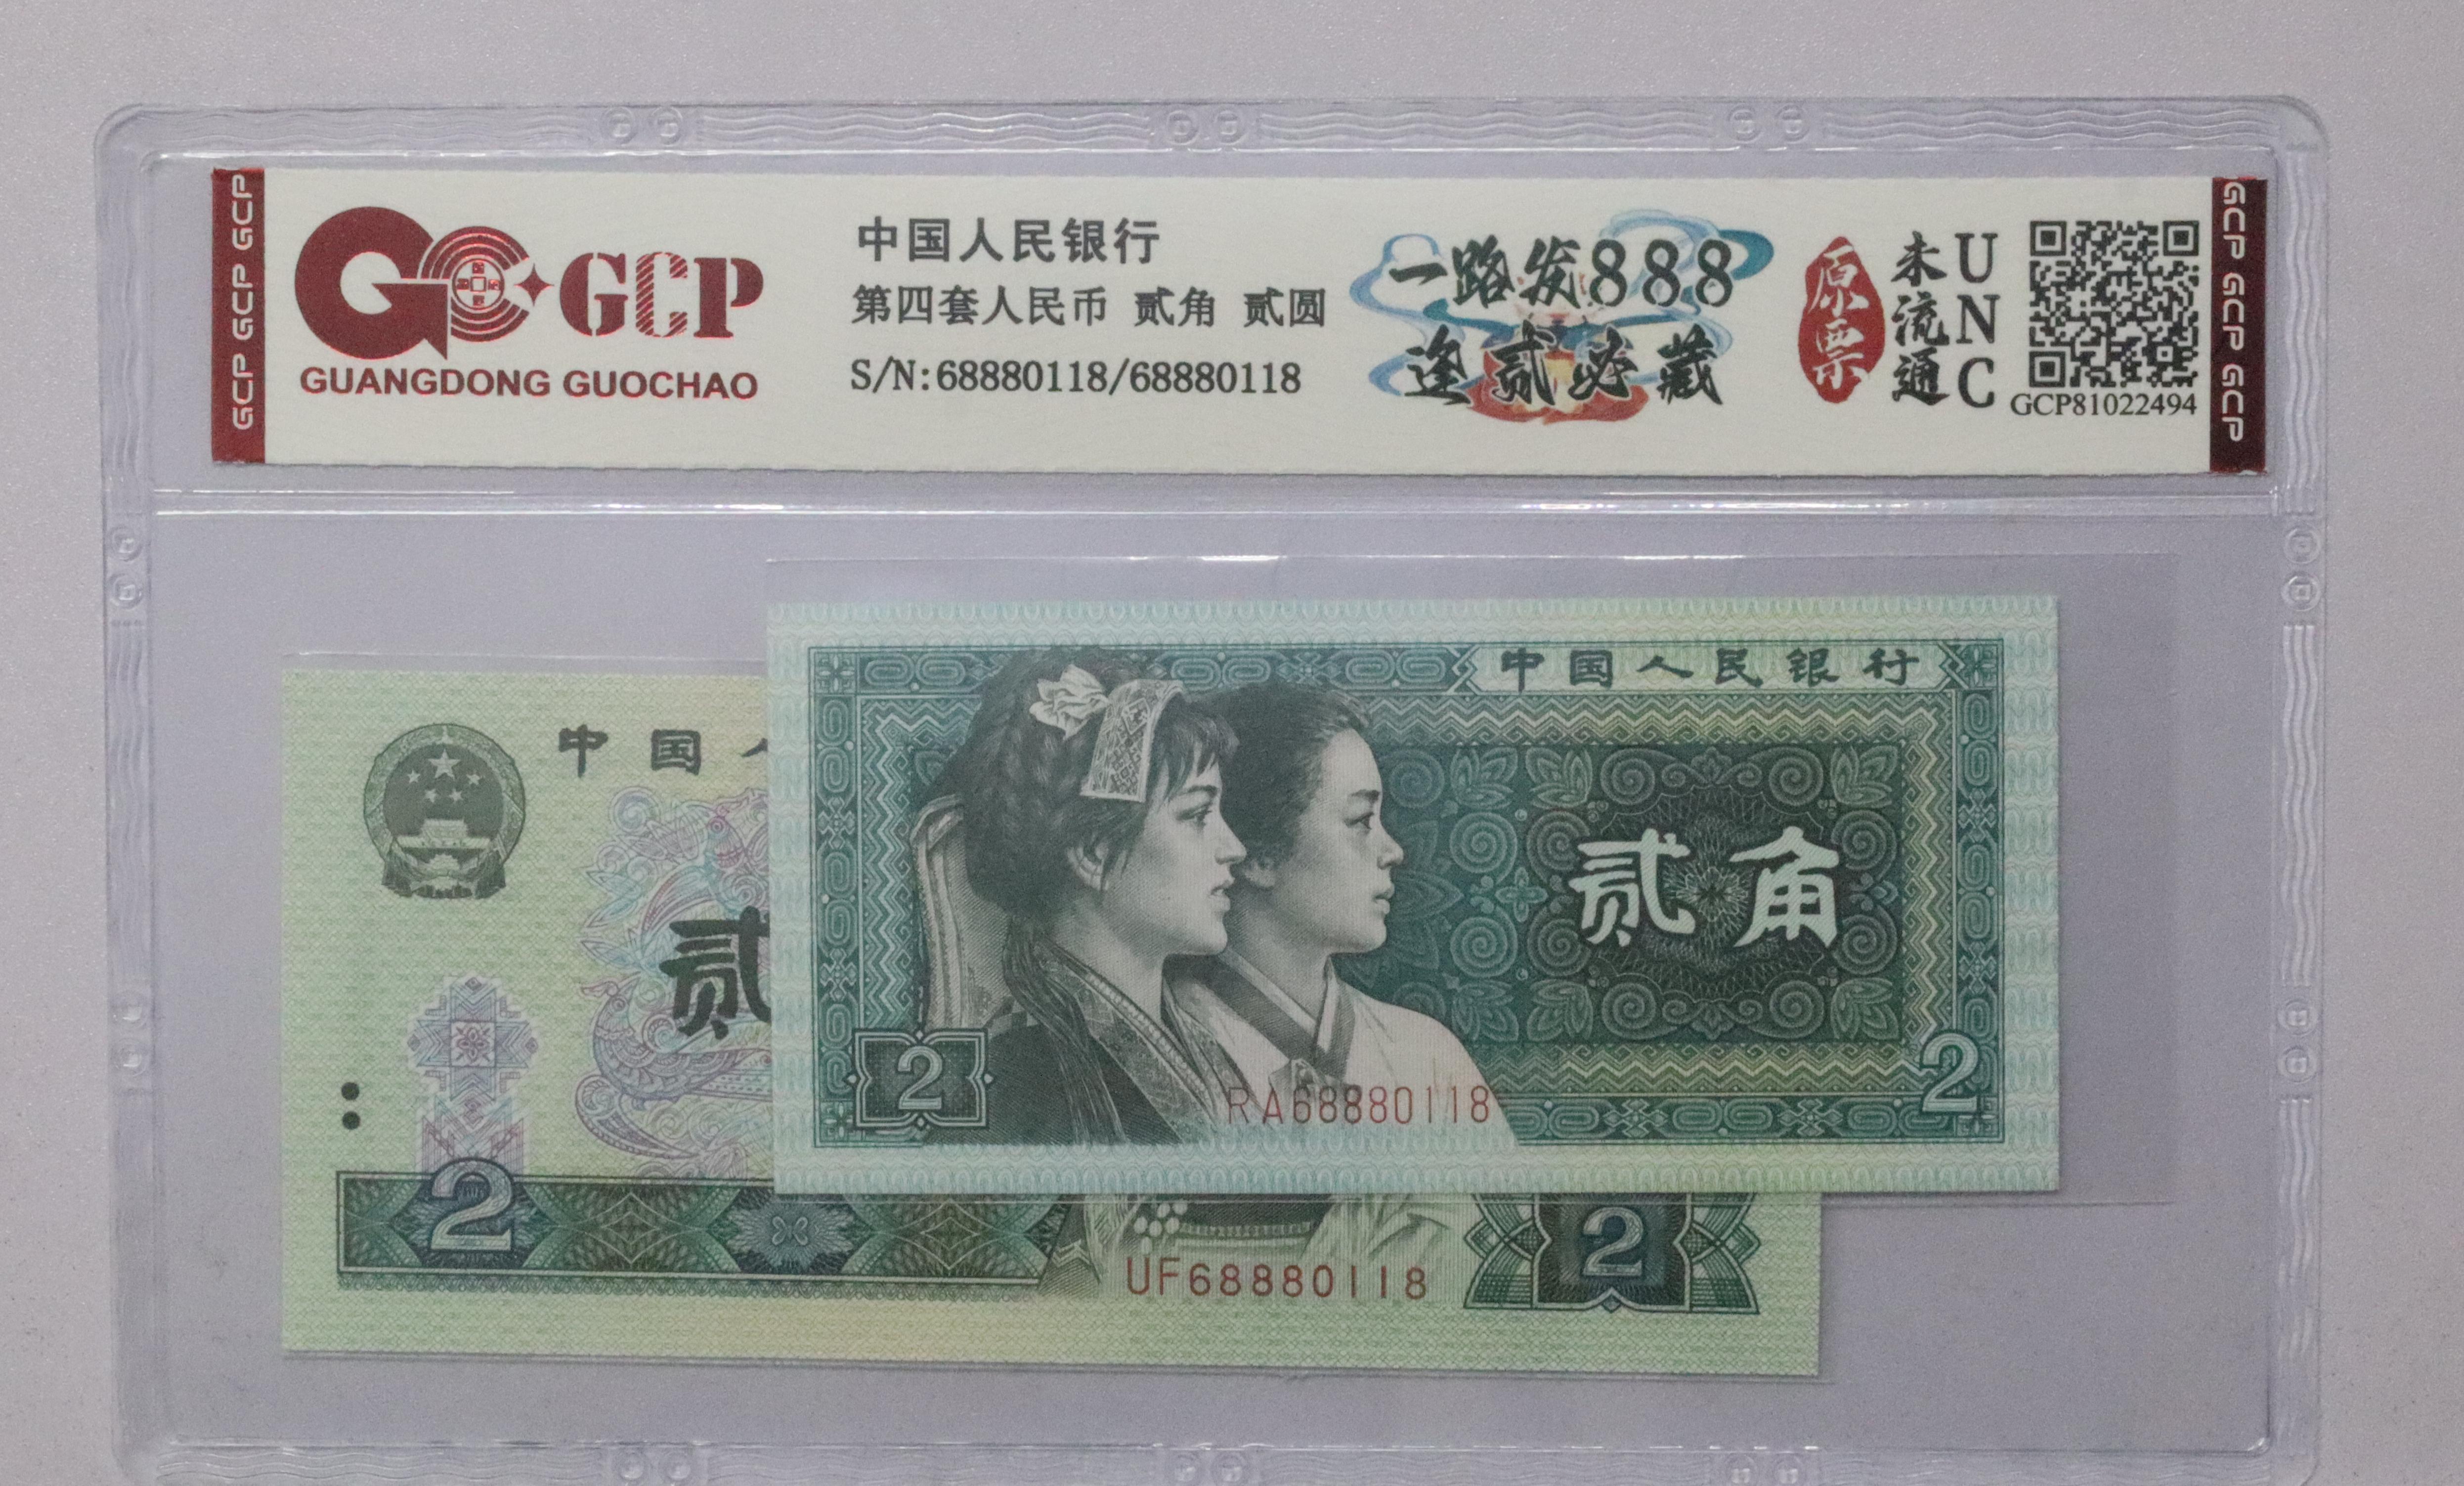 GCP GCP GCP
GCP
GUANGDONG GUOCHAO
中国人民银行
第四套人民币 贰角 贰圆
S/N:68880118/68880118
一路发888
逢贰必藏
原票
未流通
UNC
GCP81022494
GCP GCP GCP
中国人民银行
贰角
2
2
RA68880118
中国人
贰
2
2
UF68880118